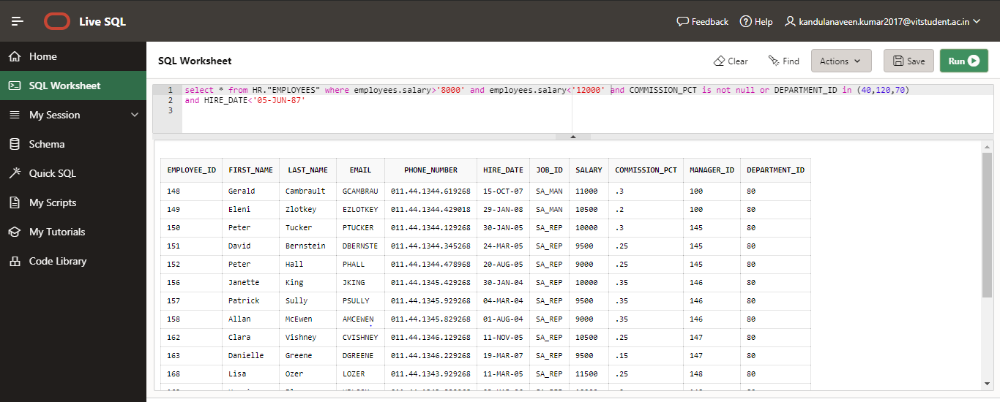 Live SQL
Feedback Help kandulanaveen.kumar2017@vitstudent.ac.in
Home
SQL Worksheet
My Session
Schema
Quick SQL
My Scripts
My Tutorials
Code Library
SQL Worksheet
Clear Find Actions Save Run
1 select * from HR."EMPLOYEES" where employees.salary>'8000' and employees.salary<'12000' and COMMISSION_PCT is not null or DEPARTMENT_ID in (40,120,70)
2 and HIRE_DATE<'05-JUN-87'
3
EMPLOYEE_ID FIRST_NAME LAST_NAME EMAIL PHONE_NUMBER HIRE_DATE JOB_ID SALARY COMMISSION_PCT MANAGER_ID DEPARTMENT_ID
148 Gerald Cambrault GCAMBRAU 011.44.1344.619268 15-OCT-07 SA_MAN 11000 .3 100 80
149 Eleni Zlotkey EZLOTKEY 011.44.1344.429018 29-JAN-08 SA_MAN 10500 .2 100 80
150 Peter Tucker PTUCKER 011.44.1344.129268 30-JAN-05 SA_REP 10000 .3 145 80
151 David Bernstein DBERNSTE 011.44.1344.345268 24-MAR-05 SA_REP 9500 .25 145 80
152 Peter Hall PHALL 011.44.1344.478968 20-AUG-05 SA_REP 9000 .25 145 80
156 Janette King JKING 011.44.1345.429268 30-JAN-04 SA_REP 10000 .35 146 80
157 Patrick Sully PSULLY 011.44.1345.929268 04-MAR-04 SA_REP 9500 .35 146 80
158 Allan McEwen AMCEWEN 011.44.1345.829268 01-AUG-04 SA_REP 9000 .35 146 80
162 Clara Vishney CVISHNEY 011.44.1346.129268 11-NOV-05 SA_REP 10500 .25 147 80
163 Danielle Greene DGREENE 011.44.1346.229268 19-MAR-07 SA_REP 9500 .15 147 80
168 Lisa Ozer LOZER 011.44.1343.929268 11-MAR-05 SA_REP 11500 .25 148 80